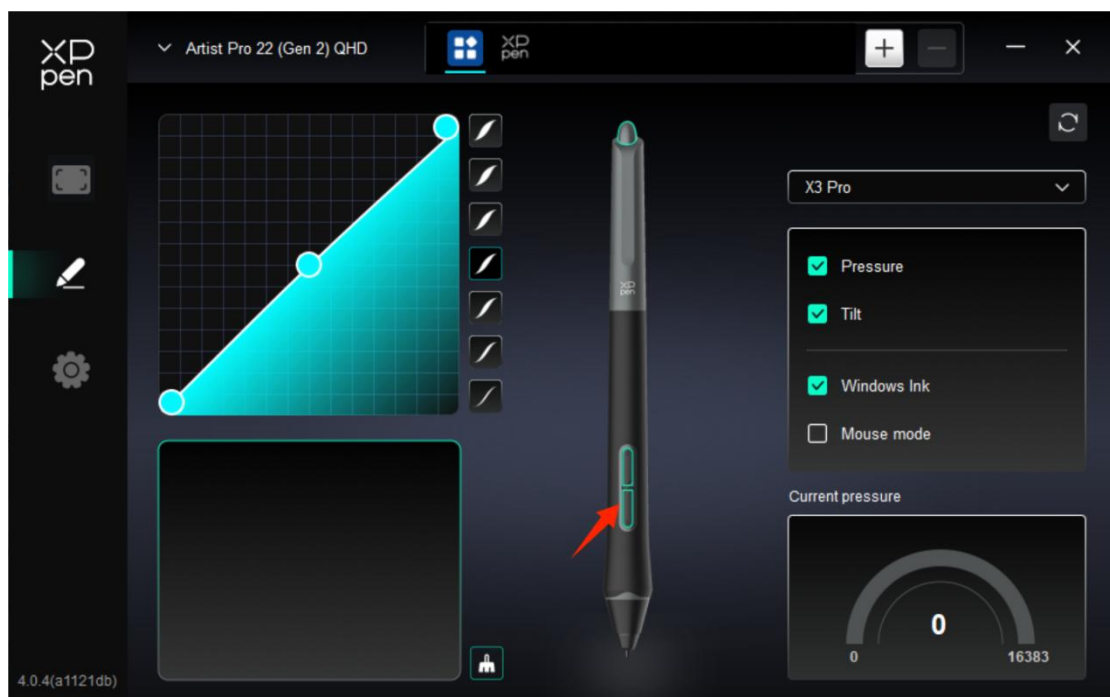 XP
pen
Artist Pro 22 (Gen 2) QHD
XP
pen
X3 Pro
XP
pen
Pressure
Tilt
Windows Ink
Mouse mode
Current pressure
0
0
16383
4.0.4(a1121db)